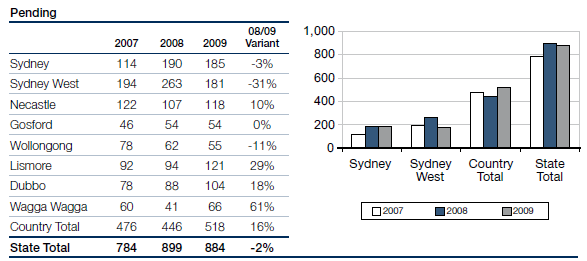 Pending
2007 2008 2009 08/09 Variant
Sydney 114 190 185 -3%
Sydney West 194 263 181 -31%
Necastle 122 107 118 10%
Gosford 46 54 54 0%
Wollongong 78 62 55 -11%
Lismore 92 94 121 29%
Dubbo 78 88 104 18%
Wagga Wagga 60 41 66 61%
Country Total 476 446 518 16%
State Total 784 899 884 -2%
1,000
800
600
400
200
0
Sydney Sydney West Country Total State Total
2007 2008 2009